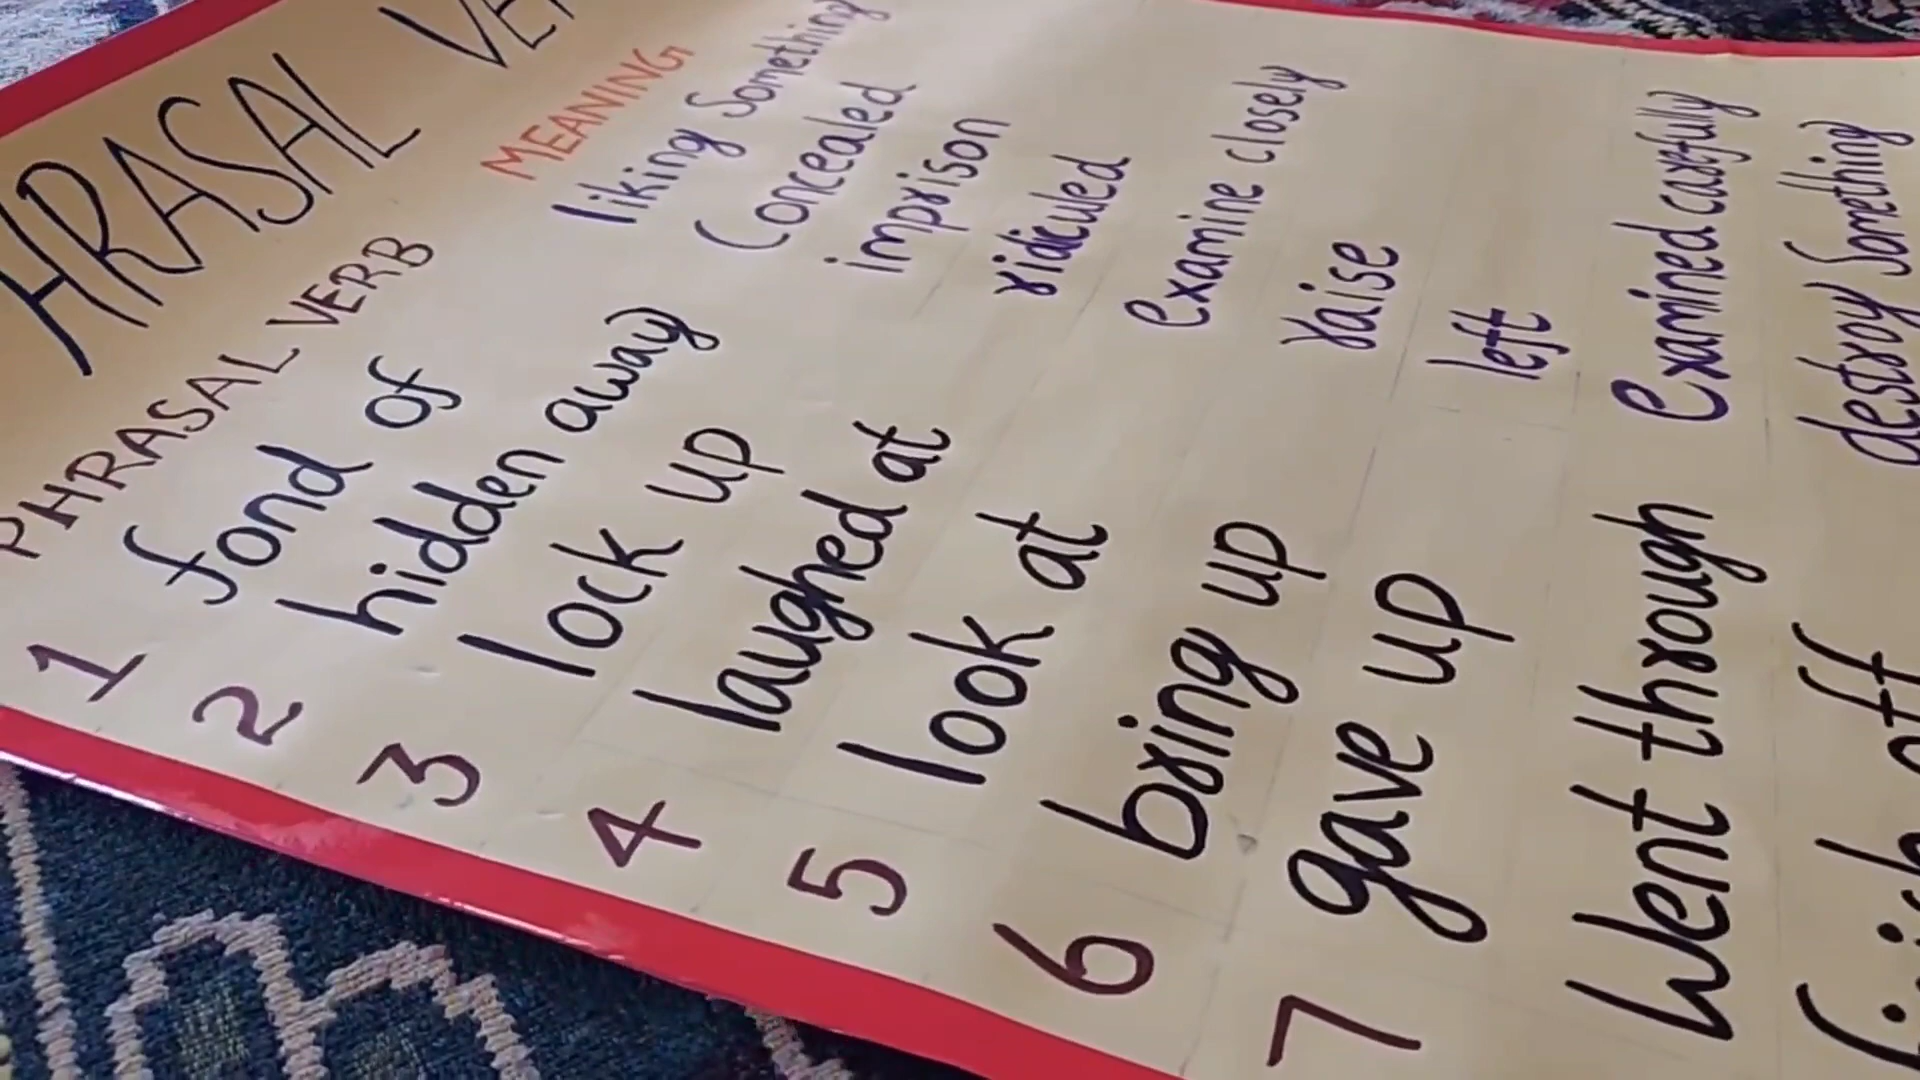 HRASAL VER
PHRASAL VERB MEANING
1 fond of liking Something
2 hidden away Concealed
3 lock up imprison
4 laughed at ridiculed
5 look at examine closely
6 bring up raise
7 gave up left
Went through examined carefully
off destroy Something